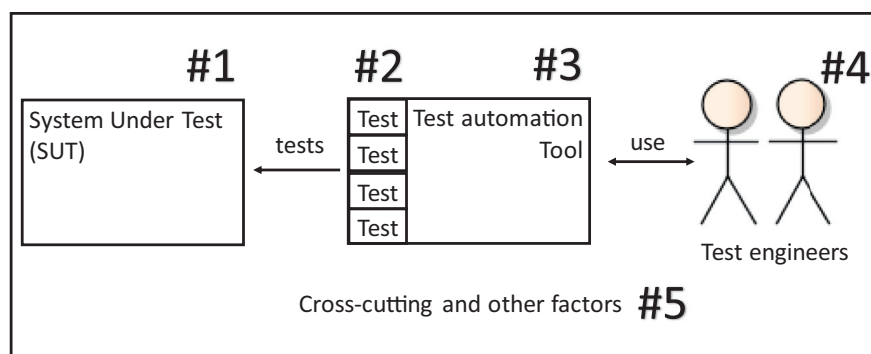 #1
#2
#3
#4
System Under Test
(SUT)
tests
Test
Test
Test
Test
Test automation
Tool
use
Test engineers
Cross-cutting and other factors #5